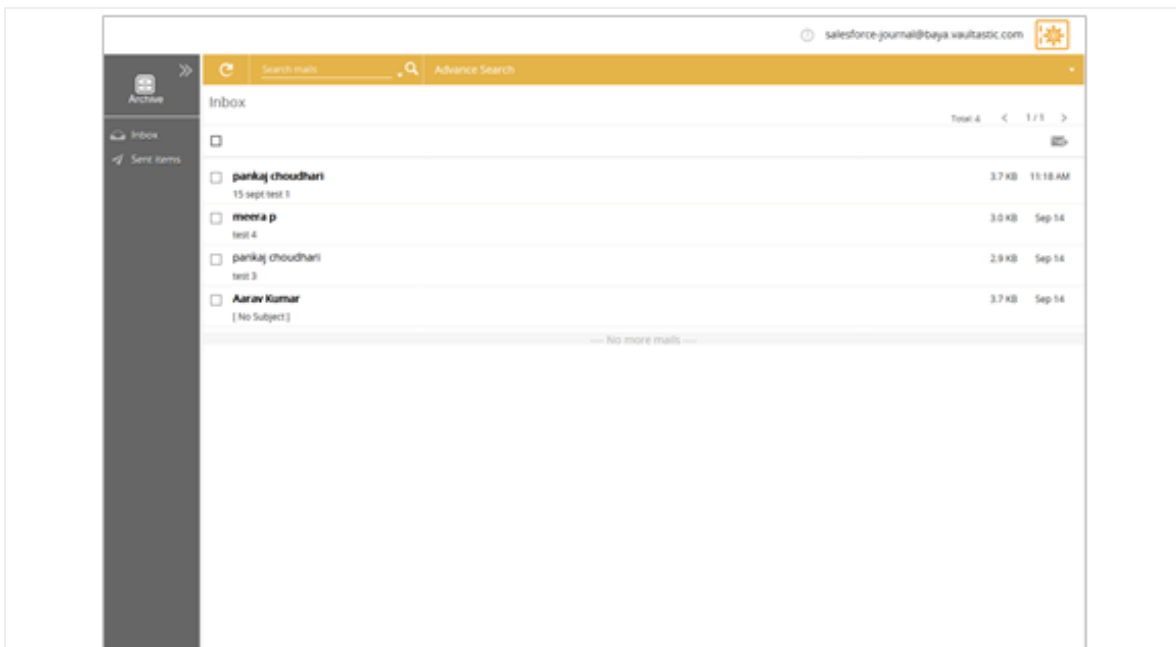 salesforce-journal@baya.vaultastic.com
Archive
Search mails
Advance Search
Inbox
Sent items
Inbox
Total: 4 < 1 / 1 >
pankaj choudhari 3.7 KB 11:18 AM
15 sept test 1
meera p 3.0 KB Sep 14
test 4
pankaj choudhari 2.9 KB Sep 14
test 3
Aarav Kumar 3.7 KB Sep 14
[ No Subject ]
---- No more mails ----